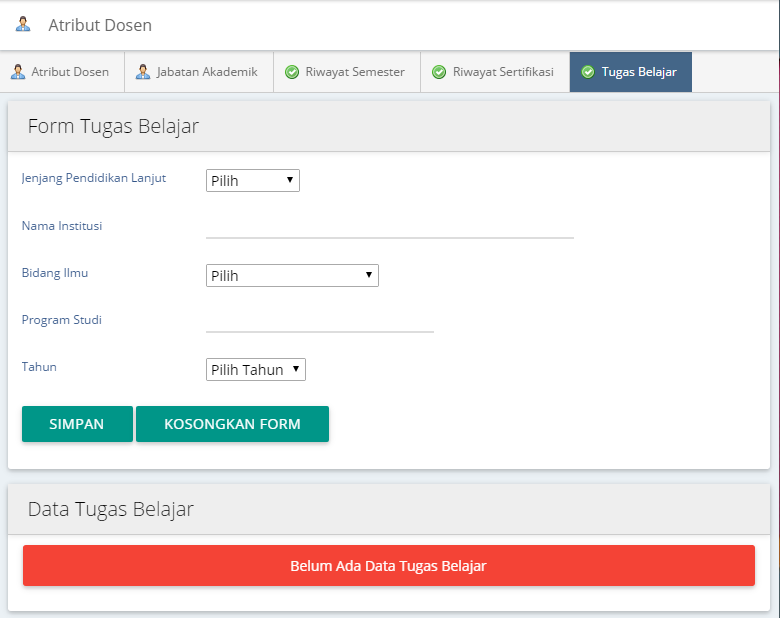 Atribut Dosen
Atribut Dosen Jabatan Akademik Riwayat Semester Riwayat Sertifikasi Tugas Belajar
Form Tugas Belajar
Jenjang Pendidikan Lanjut Pilih
Nama Institusi
Bidang Ilmu Pilih
Program Studi
Tahun Pilih Tahun
SIMPAN KOSONGKAN FORM
Data Tugas Belajar
Belum Ada Data Tugas Belajar